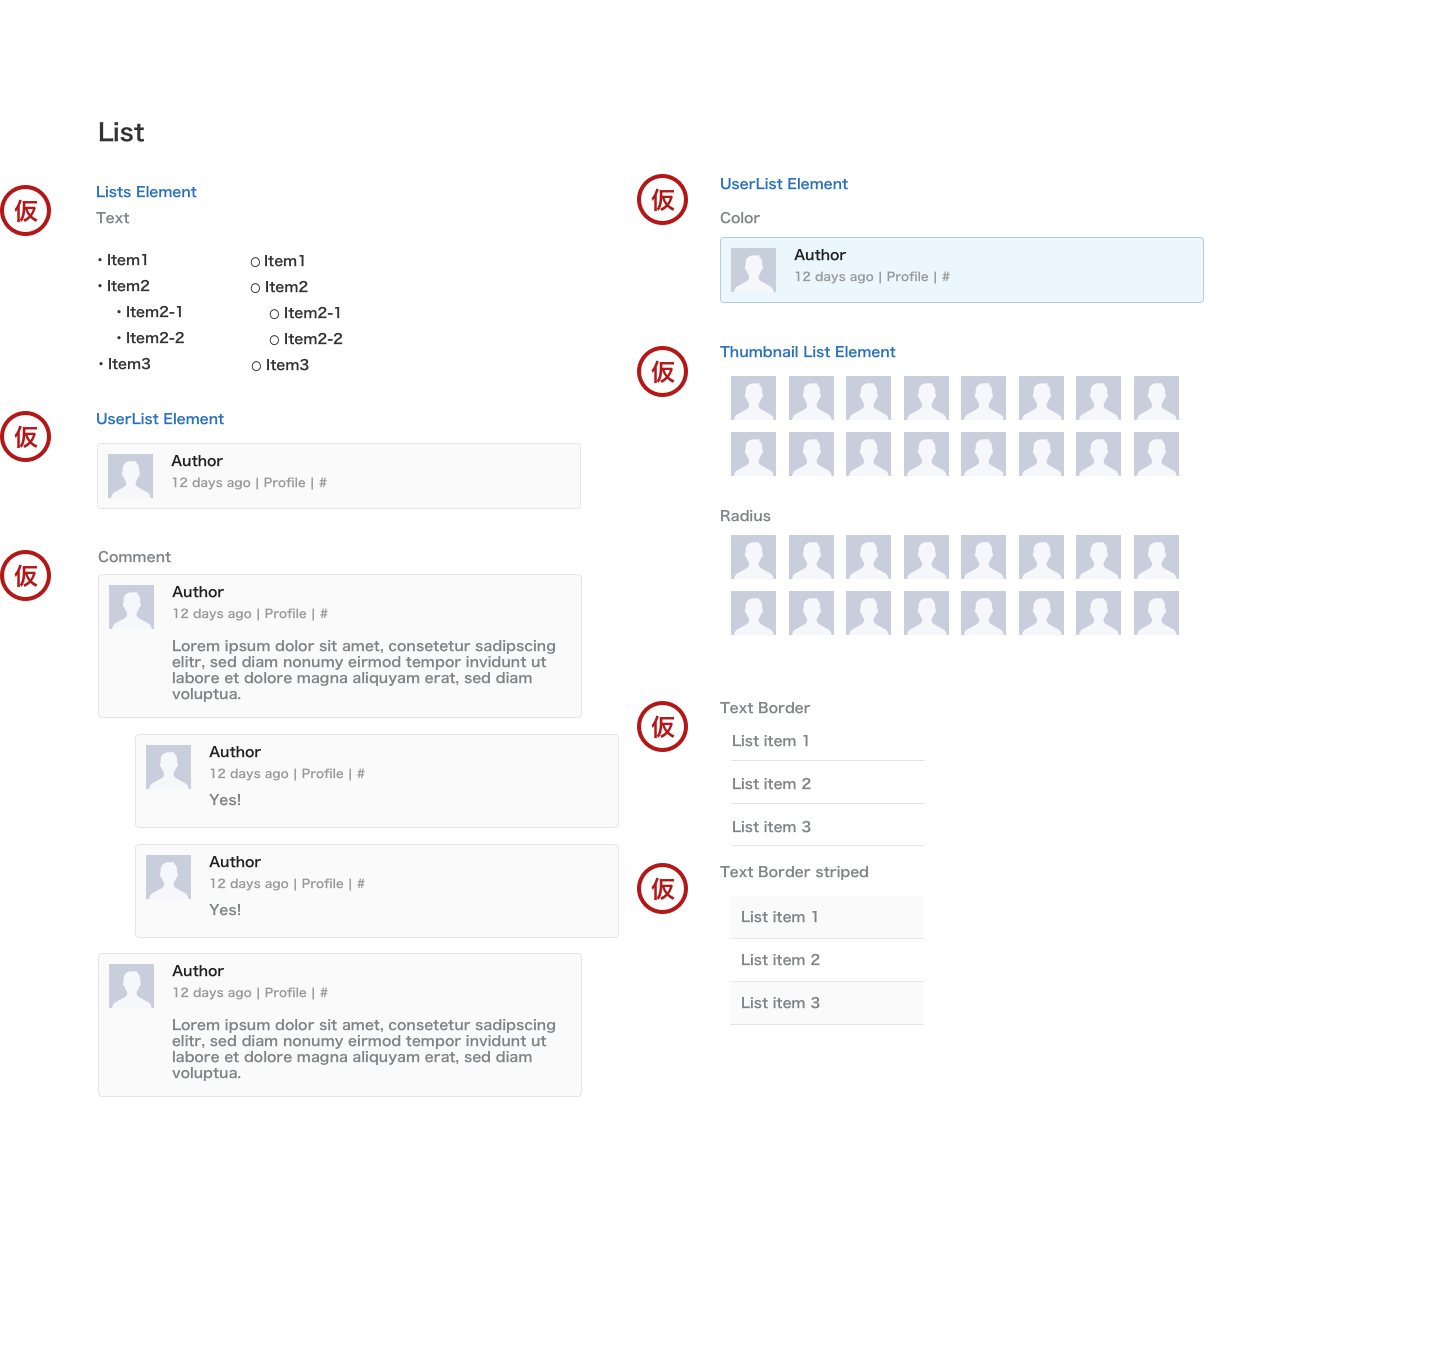 List
仮
Lists Element
Text
・Item1
・Item2
・Item2-1
・Item2-2
・Item3
○ Item1
○ Item2
○ Item2-1
○ Item2-2
○ Item3
仮
UserList Element
Author
12 days ago | Profile | #
仮
Comment
Author
12 days ago | Profile | #
Lorem ipsum dolor sit amet, consetetur sadipscing
elitr, sed diam nonumy eirmod tempor invidunt ut
labore et dolore magna aliquyam erat, sed diam
voluptua.
Author
12 days ago | Profile | #
Yes!
Author
12 days ago | Profile | #
Yes!
Author
12 days ago | Profile | #
Lorem ipsum dolor sit amet, consetetur sadipscing
elitr, sed diam nonumy eirmod tempor invidunt ut
labore et dolore magna aliquyam erat, sed diam
voluptua.
仮
UserList Element
Color
Author
12 days ago | Profile | #
仮
Thumbnail List Element
Radius
仮
Text Border
List item 1
List item 2
List item 3
仮
Text Border striped
List item 1
List item 2
List item 3